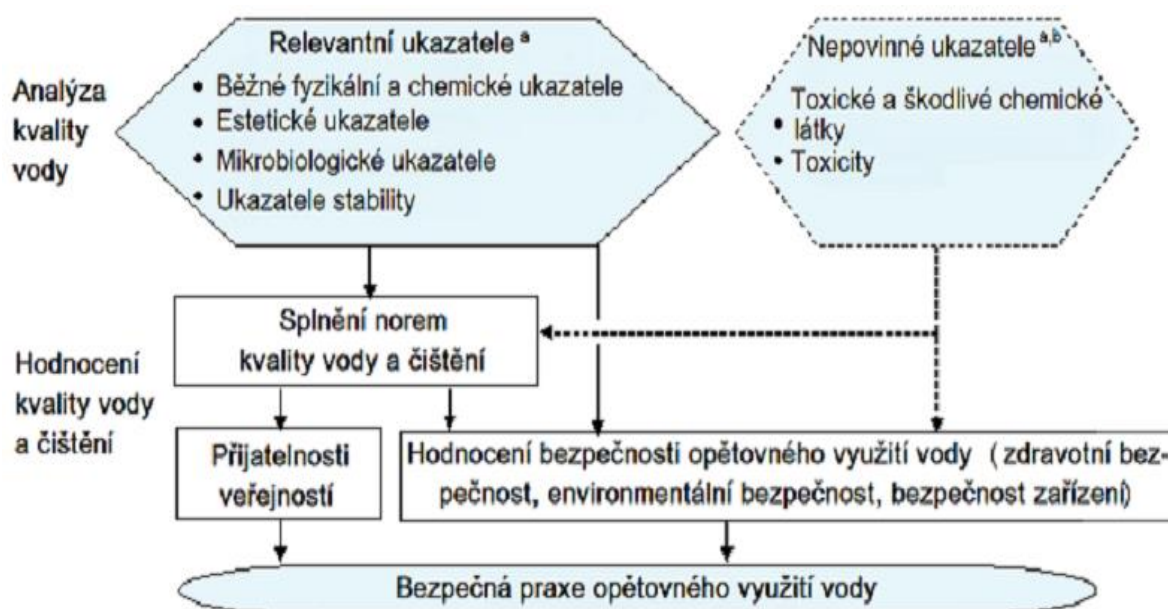 Relevantní ukazatele a
• Běžné fyzikální a chemické ukazatele
• Estetické ukazatele
• Mikrobiologické ukazatele
• Ukazatele stability
Nepovinné ukazatele a,b
Toxické a škodlivé chemické
• látky
• Toxicity
Analýza
kvality
vody
Splnění norem
kvality vody a čištění
Hodnocení
kvality vody
a čištění
Přijatelnosti
veřejností
Hodnocení bezpečnosti opětovného využití vody (zdravotní bez-
pečnost, environmentální bezpečnost, bezpečnost zařízení)
Bezpečná praxe opětovného využití vody